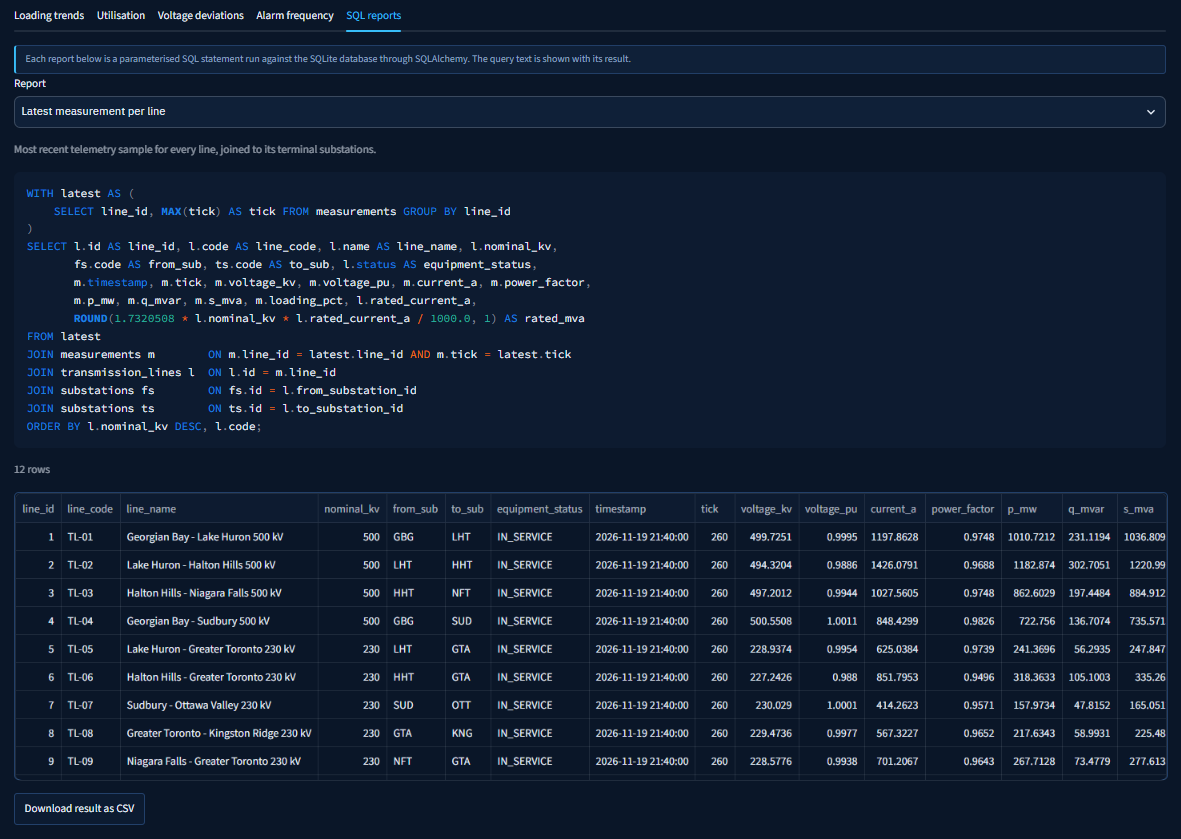 Loading trends Utilisation Voltage deviations Alarm frequency SQL reports
Each report below is a parameterised SQL statement run against the SQLite database through SQLAlchemy. The query text is shown with its result.
Report
Latest measurement per line
Most recent telemetry sample for every line, joined to its terminal substations.
WITH latest AS (
    SELECT line_id, MAX(tick) AS tick FROM measurements GROUP BY line_id
)
SELECT l.id AS line_id, l.code AS line_code, l.name AS line_name, l.nominal_kv,
       fs.code AS from_sub, ts.code AS to_sub, l.status AS equipment_status,
       m.timestamp, m.tick, m.voltage_kv, m.voltage_pu, m.current_a, m.power_factor,
       m.p_mw, m.q_mvar, m.s_mva, m.loading_pct, l.rated_current_a,
       ROUND(1.7320508 * l.nominal_kv * l.rated_current_a / 1000.0, 1) AS rated_mva
FROM latest
JOIN measurements m        ON m.line_id = latest.line_id AND m.tick = latest.tick
JOIN transmission_lines l  ON l.id = m.line_id
JOIN substations fs        ON fs.id = l.from_substation_id
JOIN substations ts        ON ts.id = l.to_substation_id
ORDER BY l.nominal_kv DESC, l.code;
12 rows
line_id line_code line_name nominal_kv from_sub to_sub equipment_status timestamp tick voltage_kv voltage_pu current_a power_factor p_mw q_mvar s_mva
1 TL-01 Georgian Bay - Lake Huron 500 kV 500 GBG LHT IN_SERVICE 2026-11-19 21:40:00 260 499.7251 0.9995 1197.8628 0.9748 1010.7212 231.1194 1036.809
2 TL-02 Lake Huron - Halton Hills 500 kV 500 LHT HHT IN_SERVICE 2026-11-19 21:40:00 260 494.3204 0.9886 1426.0791 0.9688 1182.874 302.7051 1220.99
3 TL-03 Halton Hills - Niagara Falls 500 kV 500 HHT NFT IN_SERVICE 2026-11-19 21:40:00 260 497.2012 0.9944 1027.5605 0.9748 862.6029 197.4484 884.912
4 TL-04 Georgian Bay - Sudbury 500 kV 500 GBG SUD IN_SERVICE 2026-11-19 21:40:00 260 500.5508 1.0011 848.4299 0.9826 722.756 136.7074 735.571
5 TL-05 Lake Huron - Greater Toronto 230 kV 230 LHT GTA IN_SERVICE 2026-11-19 21:40:00 260 228.9374 0.9954 625.0384 0.9739 241.3696 56.2935 247.847
6 TL-06 Halton Hills - Greater Toronto 230 kV 230 HHT GTA IN_SERVICE 2026-11-19 21:40:00 260 227.2426 0.988 851.7953 0.9496 318.3633 105.1003 335.26
7 TL-07 Sudbury - Ottawa Valley 230 kV 230 SUD OTT IN_SERVICE 2026-11-19 21:40:00 260 230.029 1.0001 414.2623 0.9571 157.9734 47.8152 165.051
8 TL-08 Greater Toronto - Kingston Ridge 230 kV 230 GTA KNG IN_SERVICE 2026-11-19 21:40:00 260 229.4736 0.9977 567.3227 0.9652 217.6343 58.9931 225.48
9 TL-09 Niagara Falls - Greater Toronto 230 kV 230 NFT GTA IN_SERVICE 2026-11-19 21:40:00 260 228.5776 0.9938 701.2067 0.9643 267.7128 73.4779 277.613
Download result as CSV